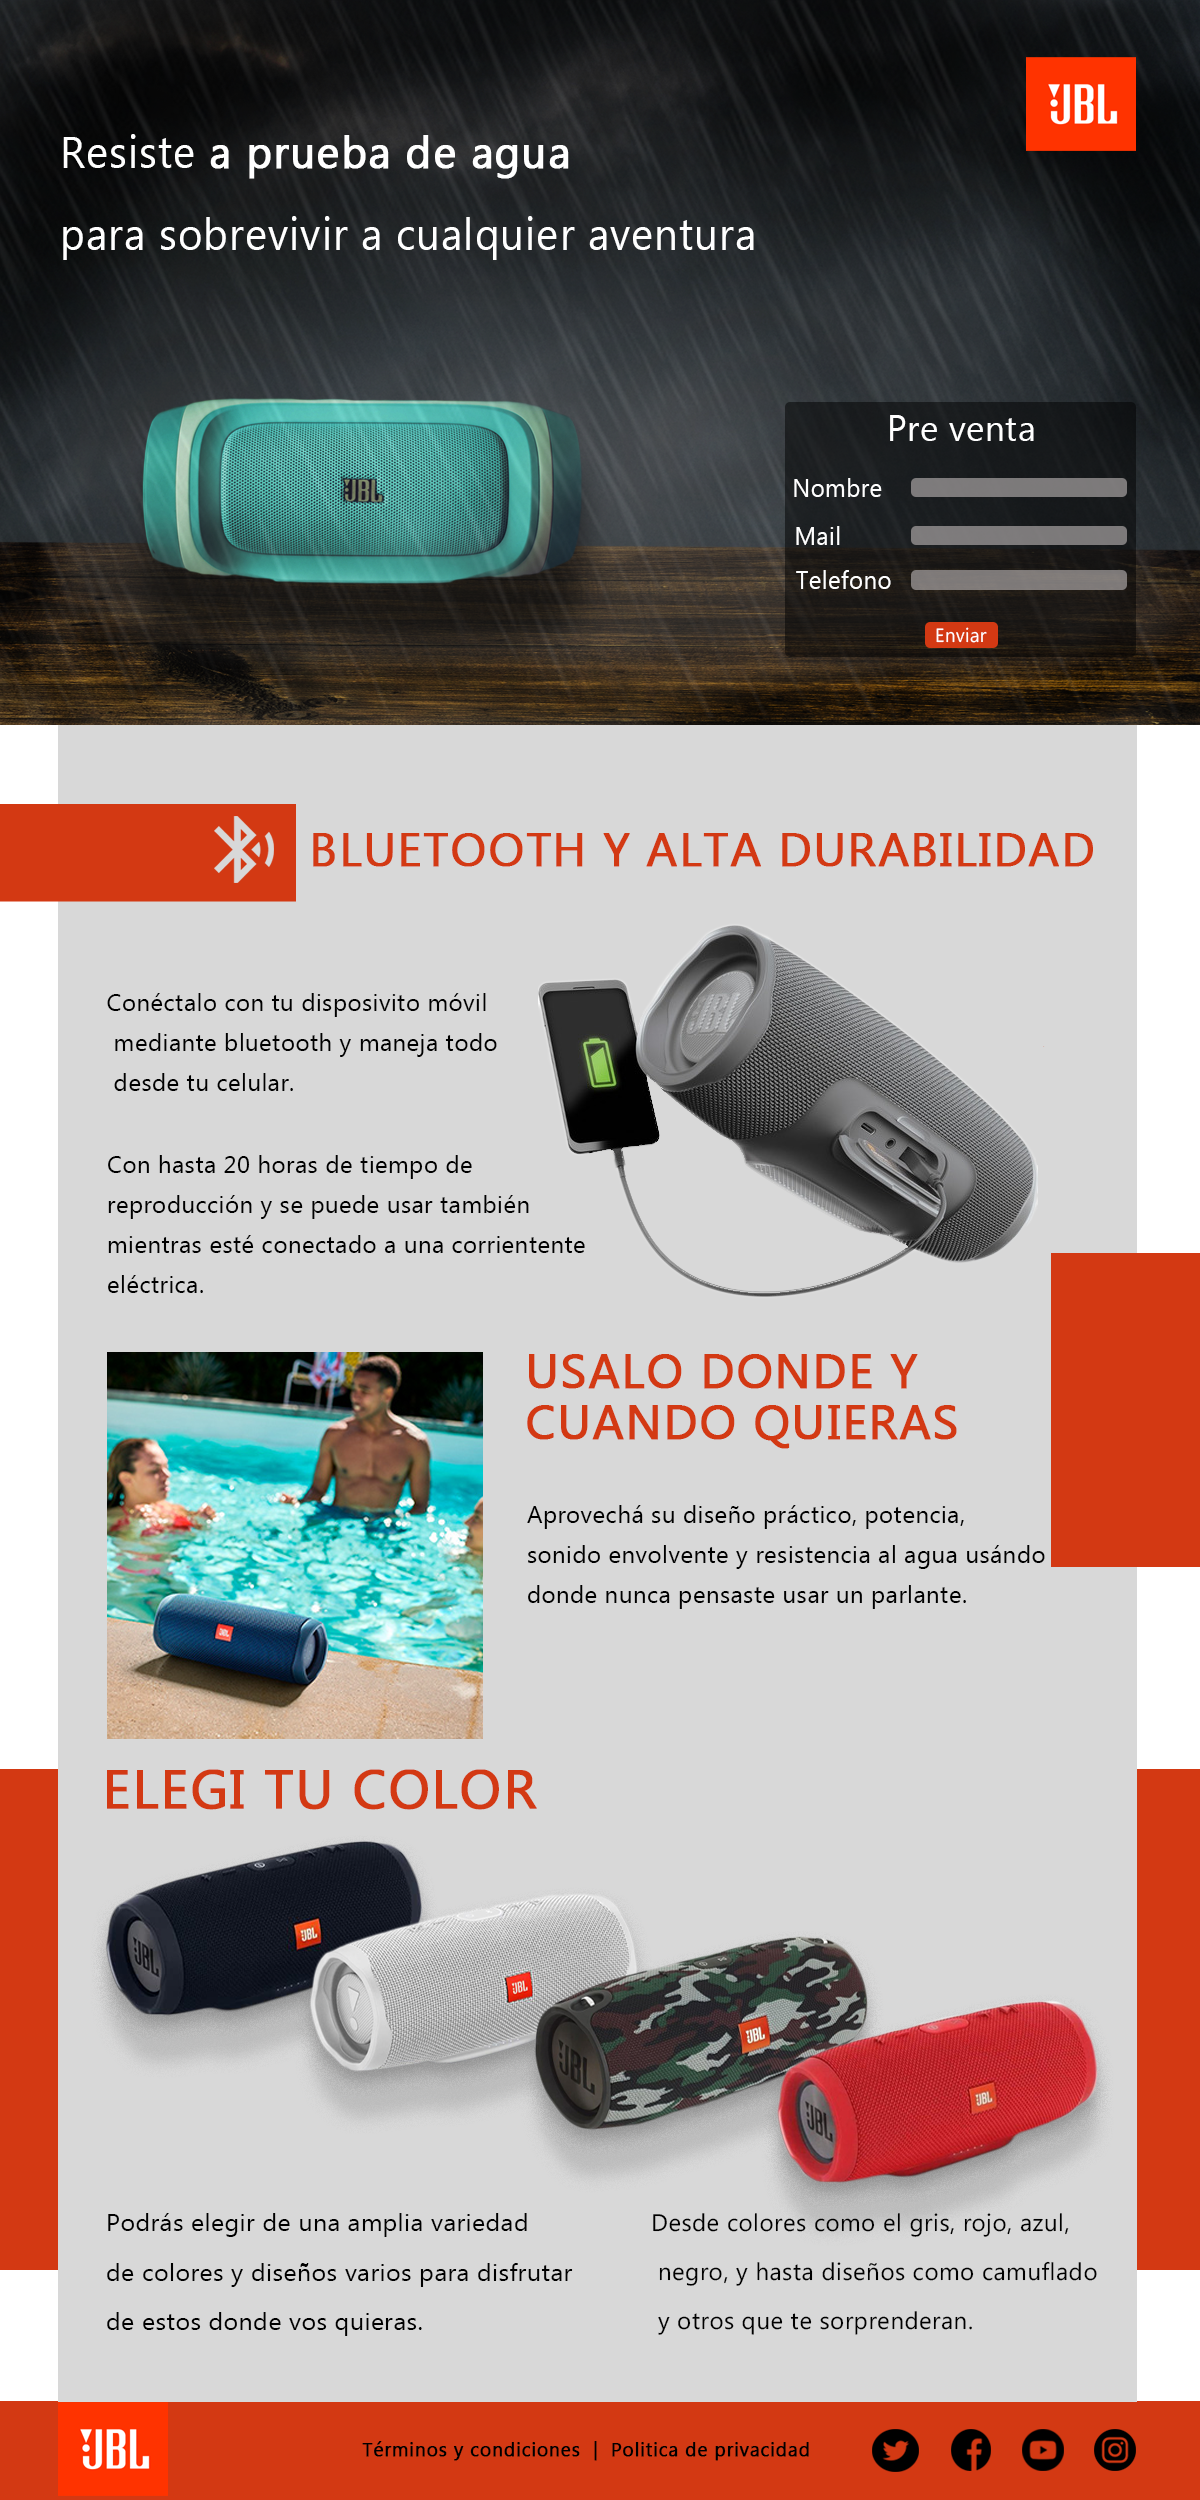 JBL
Resiste a prueba de agua
para sobrevivir a cualquier aventura
JBL
Pre venta
Nombre
Mail
Telefono
Enviar
BLUETOOTH Y ALTA DURABILIDAD
JBL
Conéctalo con tu disposivito móvil
mediante bluetooth y maneja todo
desde tu celular.
Con hasta 20 horas de tiempo de
reproducción y se puede usar también
mientras esté conectado a una corrientente
eléctrica.
USALO DONDE Y
CUANDO QUIERAS
Aprovechá su diseño práctico, potencia,
sonido envolvente y resistencia al agua usándo
donde nunca pensaste usar un parlante.
JBL
ELEGI TU COLOR
JBL
JBL
JBL
JBL
JBL
JBL
JBL
Podrás elegir de una amplia variedad
de colores y diseños varios para disfrutar
de estos donde vos quieras.
Desde colores como el gris, rojo, azul,
negro, y hasta diseños como camuflado
y otros que te sorprenderan.
JBL
Términos y condiciones | Politica de privacidad